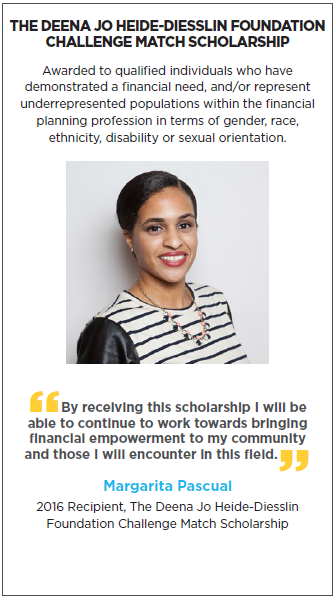 THE DEENA JO HEIDE-DIESSLIN FOUNDATION
CHALLENGE MATCH SCHOLARSHIP
Awarded to qualified individuals who have
demonstrated a financial need, and/or represent
underrepresented populations within the financial
planning profession in terms of gender, race,
ethnicity, disability or sexual orientation.
“By receiving this scholarship I will be
able to continue to work towards bringing
financial empowerment to my community
and those I will encounter in this field.”
Margarita Pascual
2016 Recipient, The Deena Jo Heide-Diesslin
Foundation Challenge Match Scholarship